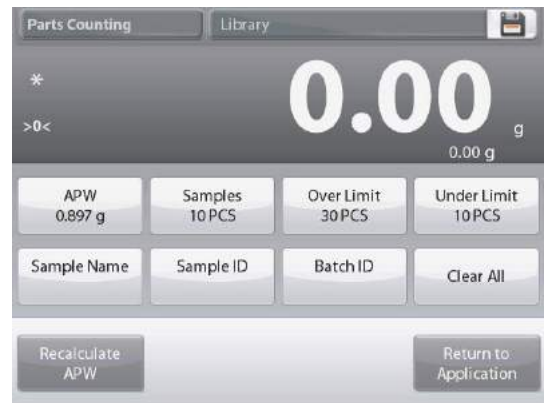 Parts Counting Library
*
0.00 g
>0<
0.00 g
APW Samples Over Limit Under Limit
0.897 g 10 PCS 30 PCS 10 PCS
Sample Name Sample ID Batch ID Clear All
Recalculate Return to
APW Application